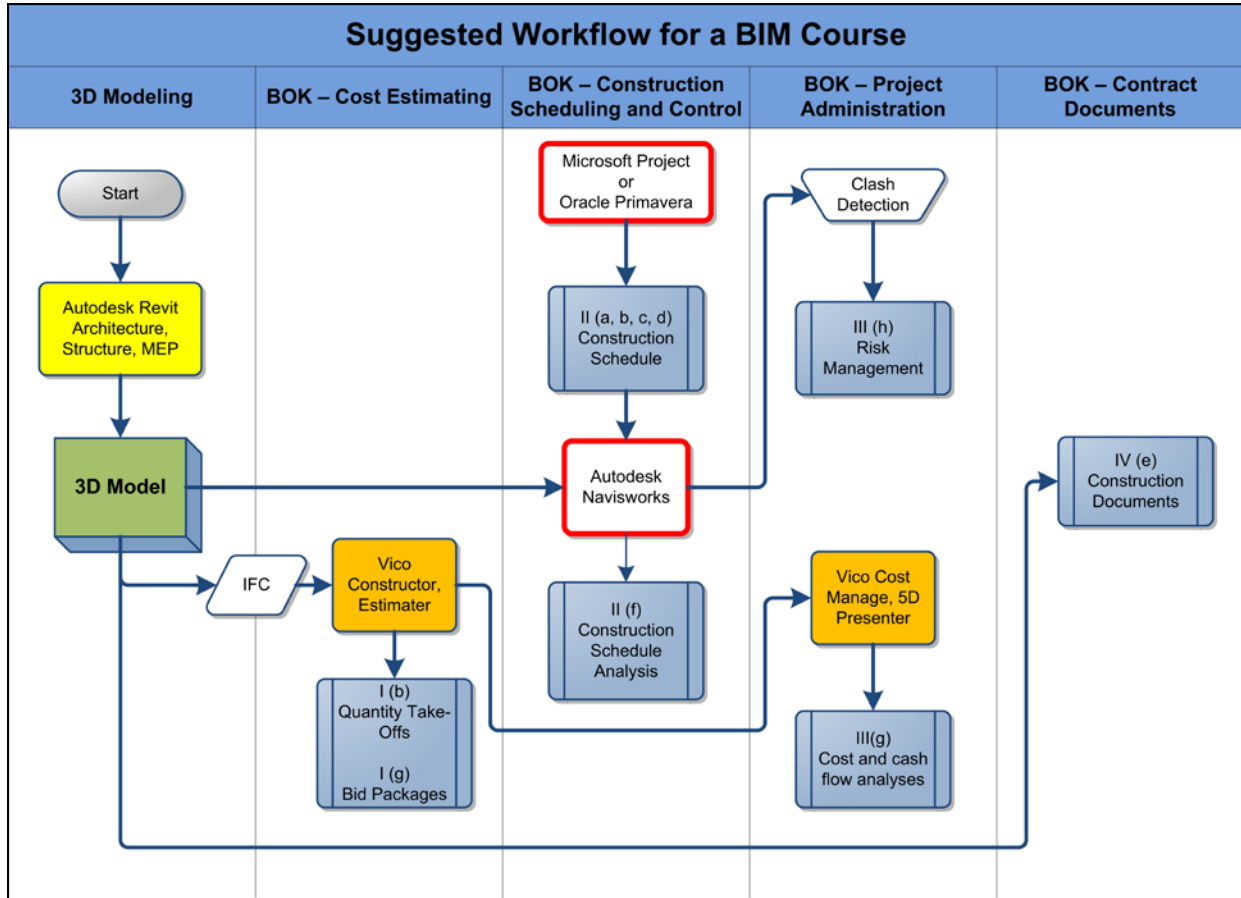 Suggested Workflow for a BIM Course
3D Modeling
BOK – Cost Estimating
BOK – Construction
Scheduling and Control
BOK – Project
Administration
BOK – Contract
Documents
Start
Autodesk Revit
Architecture,
Structure, MEP
3D Model
IFC
Vico
Constructor,
Estimater
I (b)
Quantity Take-
Offs
I (g)
Bid Packages
Microsoft Project
or
Oracle Primavera
II (a, b, c, d)
Construction
Schedule
Autodesk
Navisworks
II (f)
Construction
Schedule
Analysis
Clash
Detection
III (h)
Risk
Management
Vico Cost
Manage, 5D
Presenter
III(g)
Cost and cash
flow analyses
IV (e)
Construction
Documents